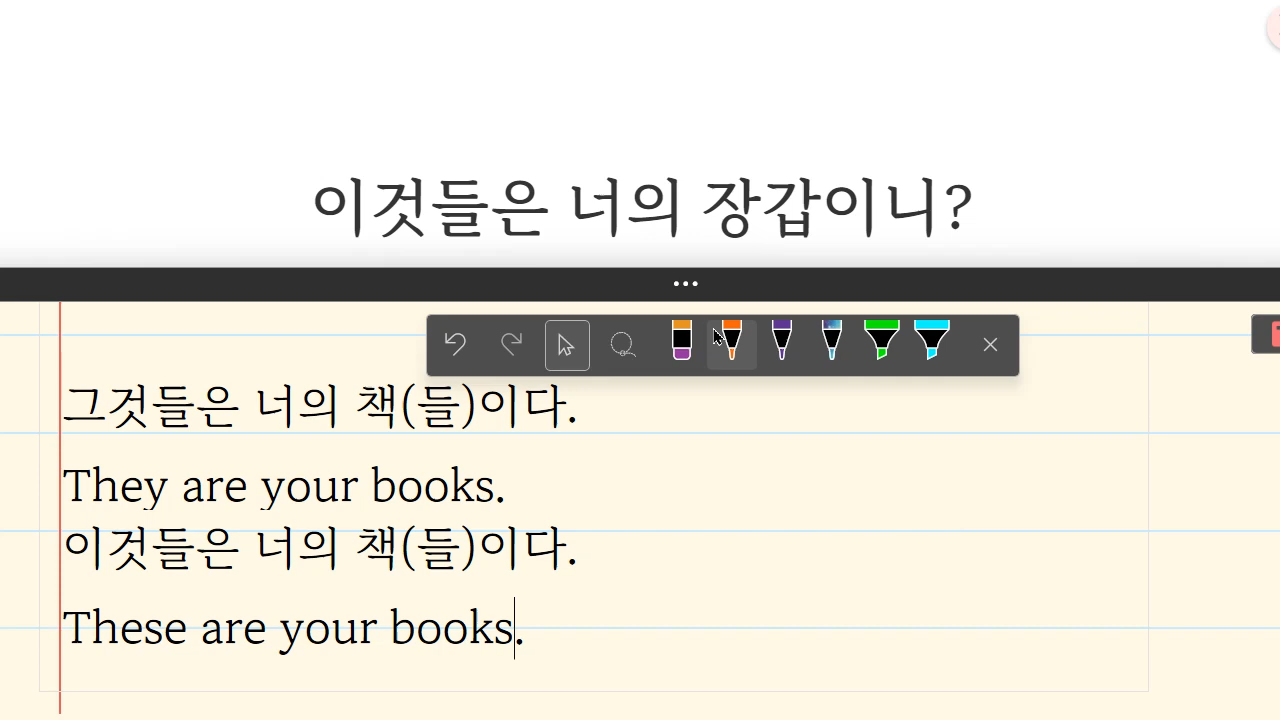 이것들은 너의 장갑이니?
그것들은 너의 책(들)이다.
They are your books.
이것들은 너의 책(들)이다.
These are your books.